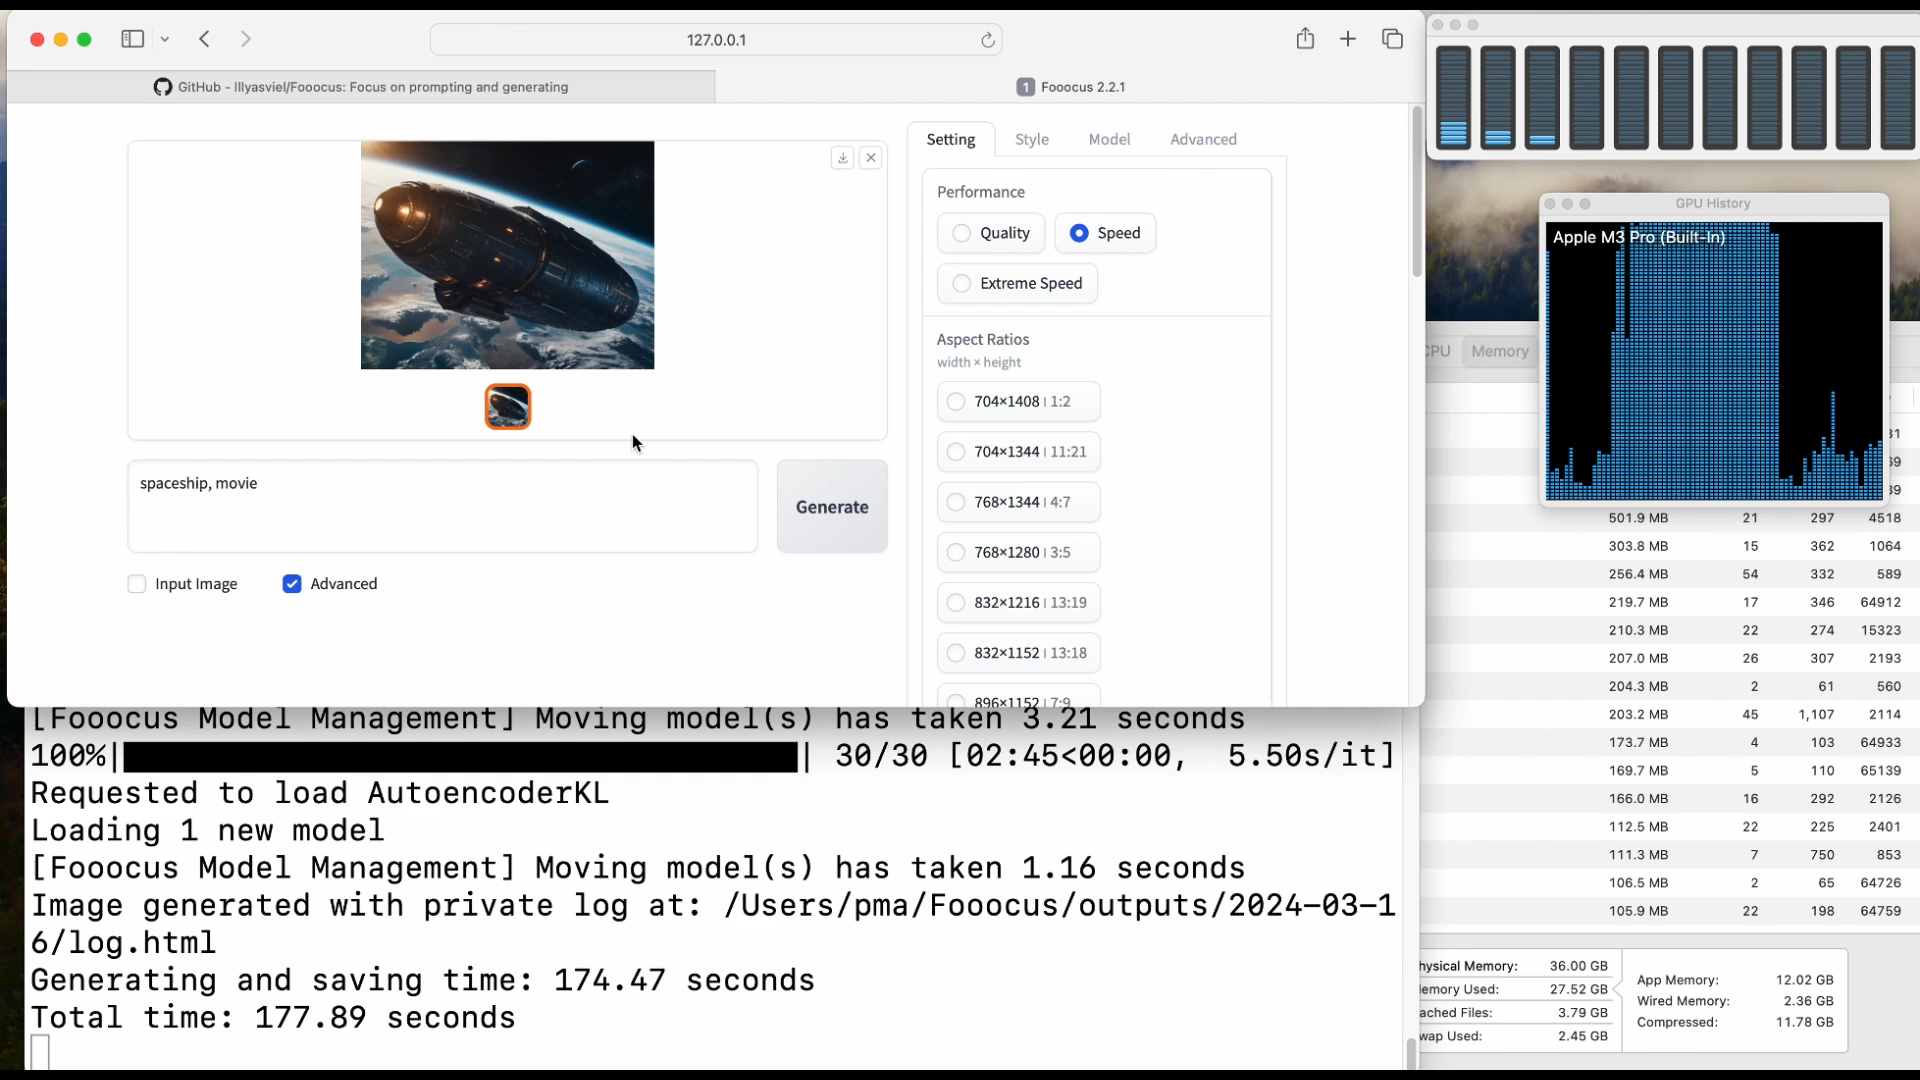 127.0.0.1
GitHub - lllyasviel/Fooocus: Focus on prompting and generating
1 Fooocus 2.2.1
Setting Style Model Advanced
Performance
Quality Speed
Extreme Speed
Aspect Ratios
width × height
704×1408 | 1:2
704×1344 | 11:21
768×1344 | 4:7
768×1280 | 3:5
832×1216 | 13:19
832×1152 | 13:18
896×1152 | 7:9
spaceship, movie
Generate
Input Image Advanced
[Fooocus Model Management] Moving model(s) has taken 3.21 seconds
100%| | 30/30 [02:45<00:00, 5.50s/it]
Requested to load AutoencoderKL
Loading 1 new model
[Fooocus Model Management] Moving model(s) has taken 1.16 seconds
Image generated with private log at: /Users/pma/Fooocus/outputs/2024-03-1
6/log.html
Generating and saving time: 174.47 seconds
Total time: 177.89 seconds
GPU History
Apple M3 Pro (Built-In)
CPU Memory
31
69
39
501.9 MB 21 297 4518
303.8 MB 15 362 1064
256.4 MB 54 332 589
219.7 MB 17 346 64912
210.3 MB 22 274 15323
207.0 MB 26 307 2193
204.3 MB 2 61 560
203.2 MB 45 1,107 2114
173.7 MB 4 103 64933
169.7 MB 5 110 65139
166.0 MB 16 292 2126
112.5 MB 22 225 2401
111.3 MB 7 750 853
106.5 MB 2 65 64726
105.9 MB 22 198 64759
hysical Memory: 36.00 GB
emory Used: 27.52 GB
ached Files: 3.79 GB
wap Used: 2.45 GB
App Memory: 12.02 GB
Wired Memory: 2.36 GB
Compressed: 11.78 GB